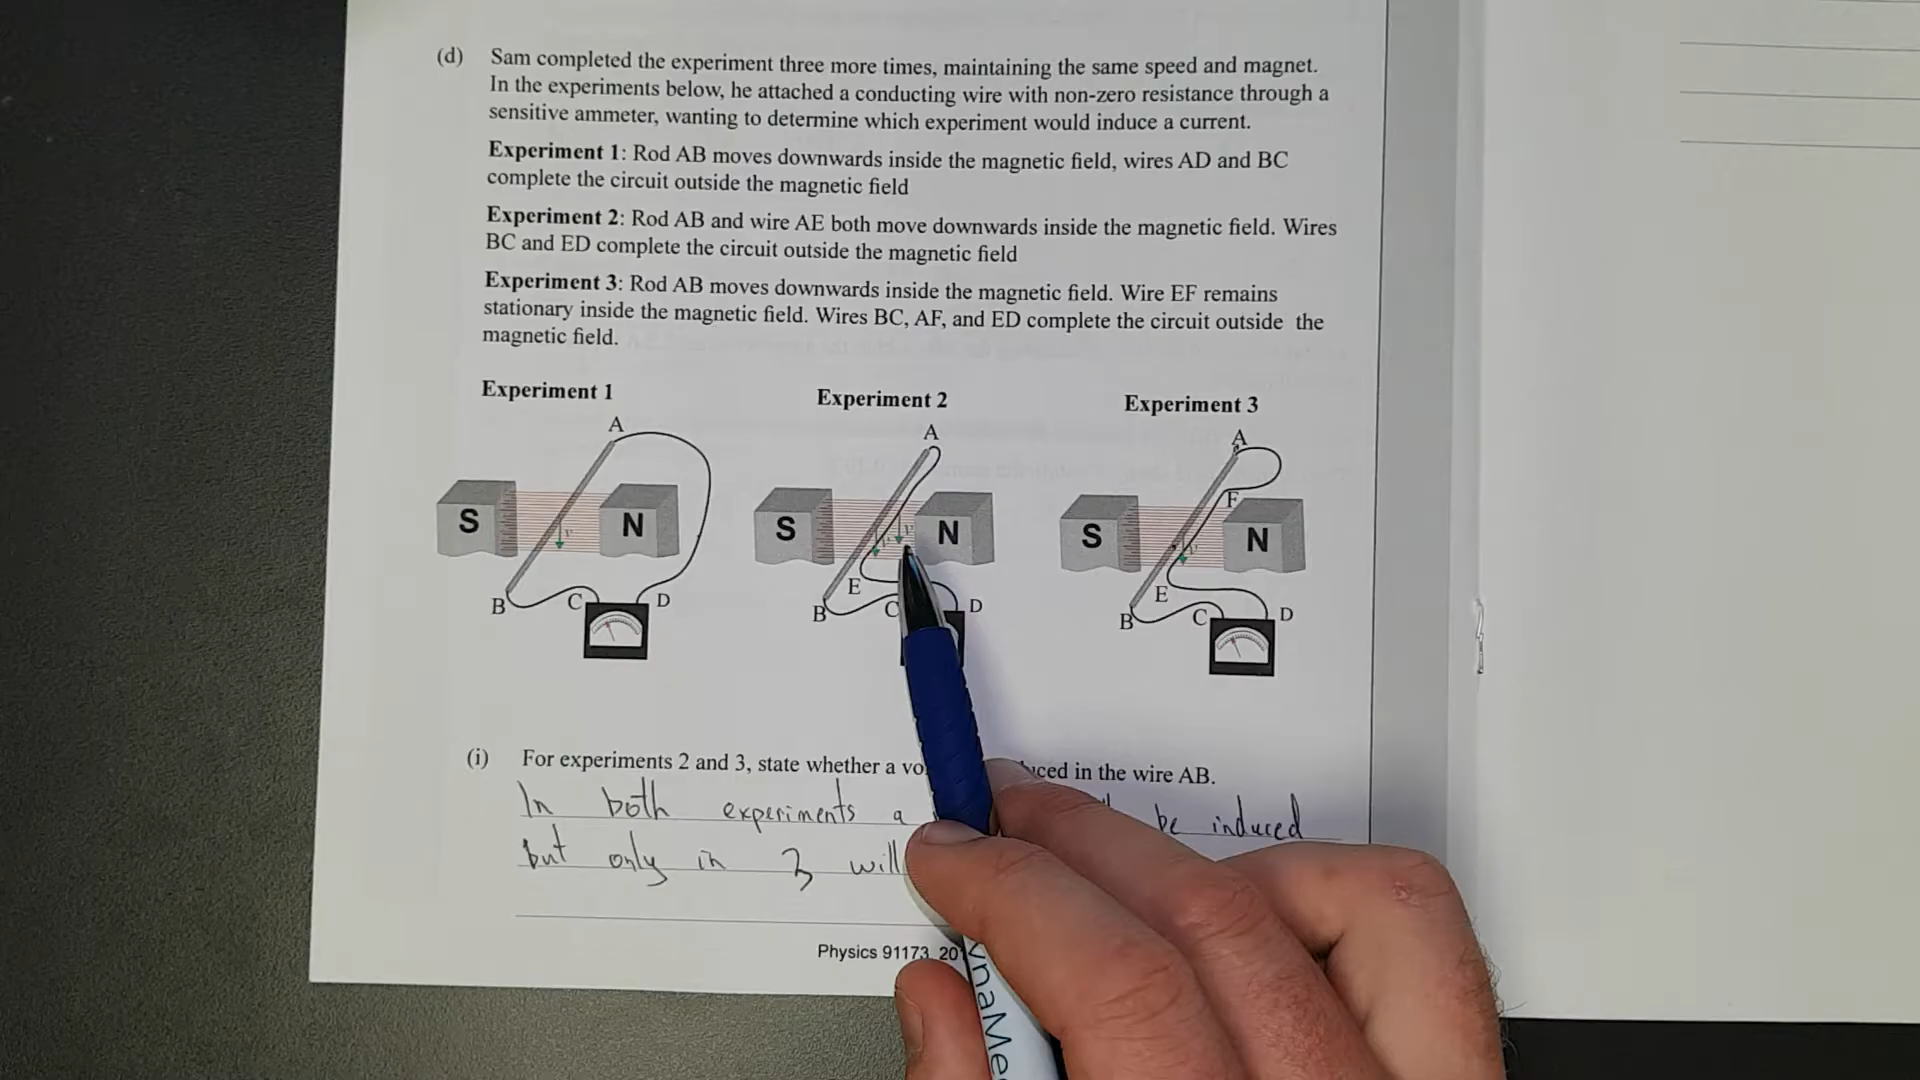 (d) Sam completed the experiment three more times, maintaining the same speed and magnet.
In the experiments below, he attached a conducting wire with non-zero resistance through a
sensitive ammeter, wanting to determine which experiment would induce a current.
Experiment 1: Rod AB moves downwards inside the magnetic field, wires AD and BC
complete the circuit outside the magnetic field
Experiment 2: Rod AB and wire AE both move downwards inside the magnetic field. Wires
BC and ED complete the circuit outside the magnetic field
Experiment 3: Rod AB moves downwards inside the magnetic field. Wire EF remains
stationary inside the magnetic field. Wires BC, AF, and ED complete the circuit outside the
magnetic field.
Experiment 1
A
S
N
v
B
C
D
Experiment 2
A
S
N
v
E
B
C
D
Experiment 3
A
F
S
N
v
E
B
C
D
(i) For experiments 2 and 3, state whether a vo uced in the wire AB.
In both experiments a be induced
but only in 3 will
Physics 91173, 20